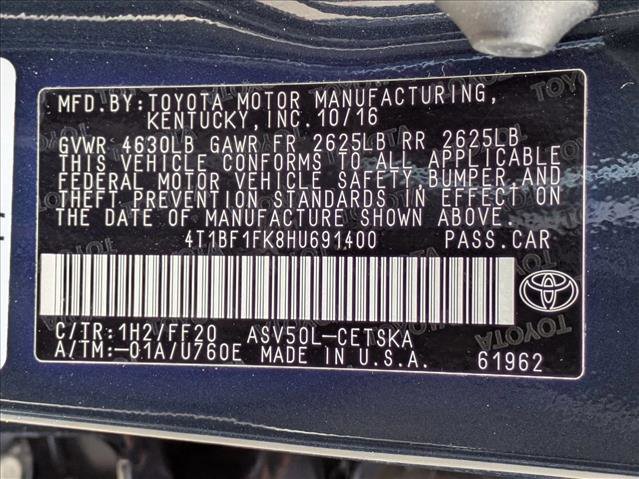 MFD.BY:TOYOTA MOTOR MANUFACTURING,
KENTUCKY,INC.10/16
GVWR 4630LB GAWR FR 2625LB RR 2625LB
THIS VEHICLE CONFORMS TO ALL APPLICABLE
FEDERAL MOTOR VEHICLE SAFETY,BUMPER,AND
THEFT PREVENTION STANDARDS IN EFFECT ON
THE DATE OF MANUFACTURE SHOWN ABOVE.
4T1BF1FK8HU691400 PASS.CAR
C/TR:1H2/FF20 ASV50L-CETSKA
A/TM:-01A/U760E MADE IN U.S.A. 61962